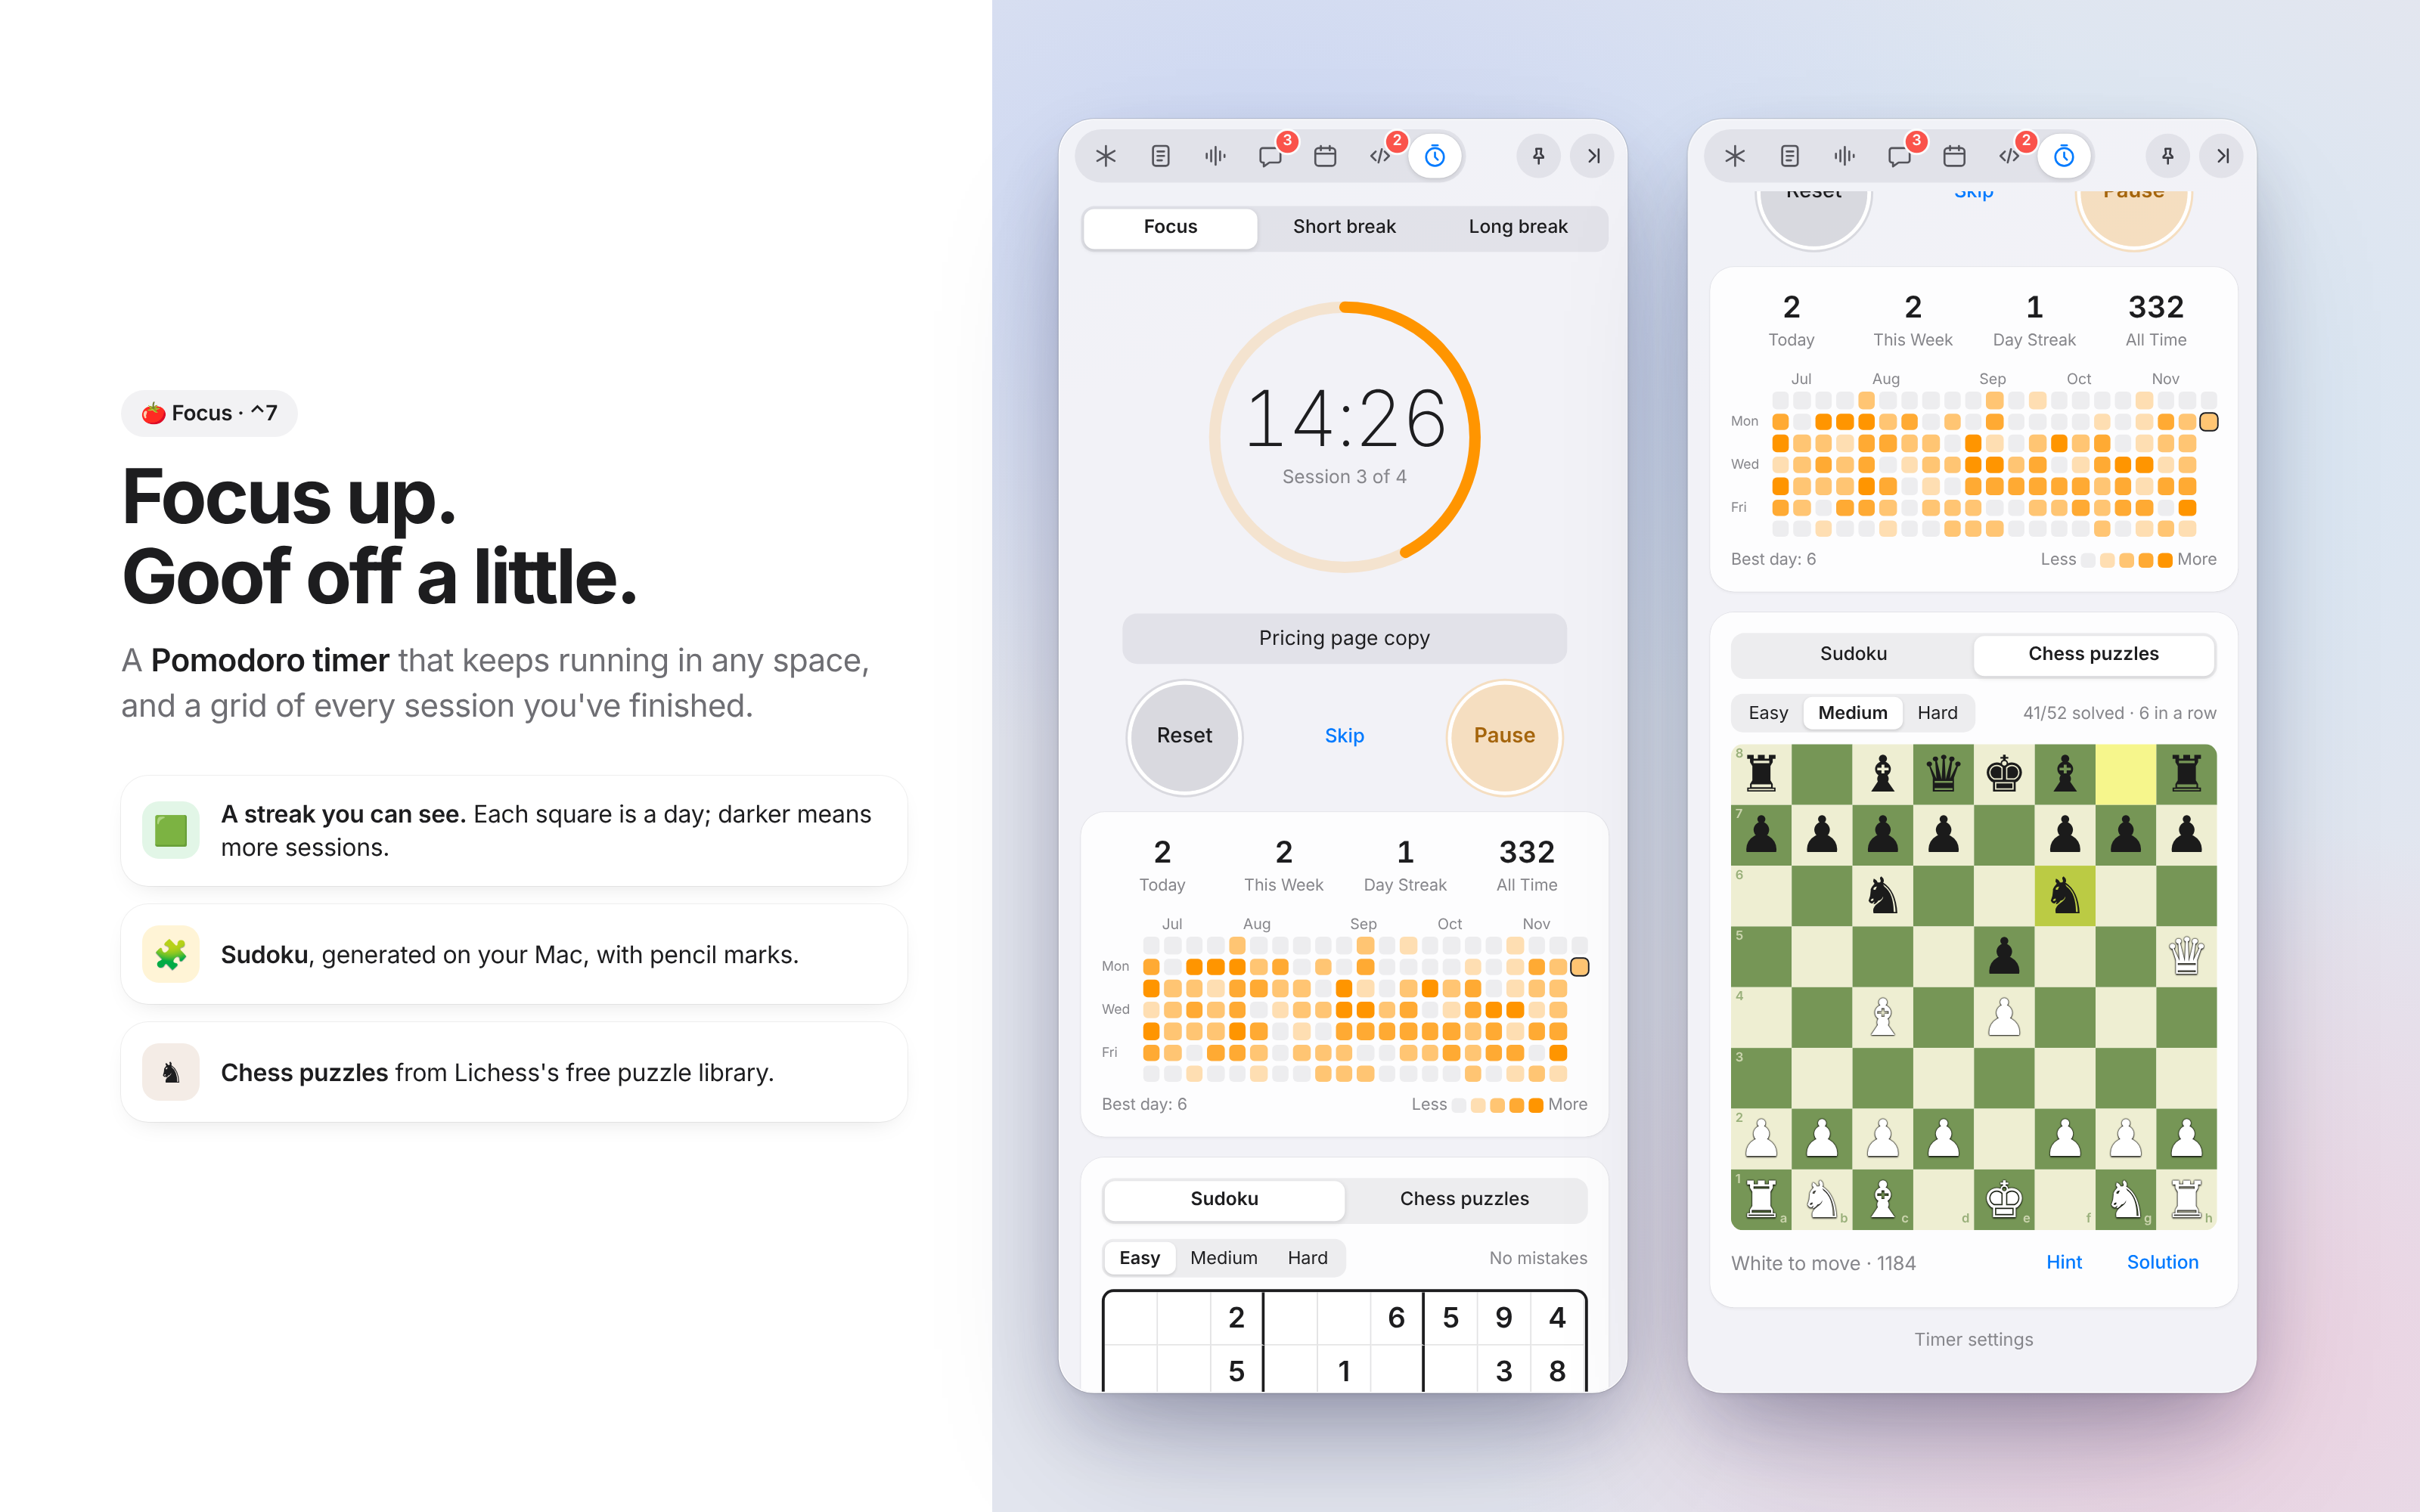 🍅 Focus · ⌃7
Focus up.
Goof off a little.
A Pomodoro timer that keeps running in any space,
and a grid of every session you've finished.
A streak you can see. Each square is a day; darker means
more sessions.
Sudoku, generated on your Mac, with pencil marks.
Chess puzzles from Lichess's free puzzle library.
3
2
Focus
Short break
Long break
14:26
Session 3 of 4
Pricing page copy
Reset
Skip
Pause
2
2
1
332
Today
This Week
Day Streak
All Time
Jul
Aug
Sep
Oct
Nov
Mon
Wed
Fri
Best day: 6
Less
More
Sudoku
Chess puzzles
Easy
Medium
Hard
No mistakes
2 6 5 9 4
5 1 3 8
3
2
Reset
Skip
Pause
2
2
1
332
Today
This Week
Day Streak
All Time
Jul
Aug
Sep
Oct
Nov
Mon
Wed
Fri
Best day: 6
Less
More
Sudoku
Chess puzzles
Easy
Medium
Hard
41/52 solved · 6 in a row
8
7
6
5
4
3
2
1
a b c d e f g h
White to move · 1184
Hint
Solution
Timer settings